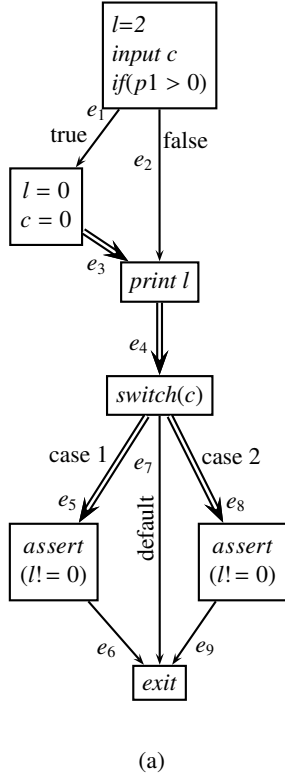 l=2
input c
if(p1 > 0)
e1
true
false
e2
l = 0
c = 0
e3
print l
e4
switch(c)
case 1
e7
case 2
e5
e8
default
assert
(l! = 0)
assert
(l! = 0)
e6
e9
exit
(a)